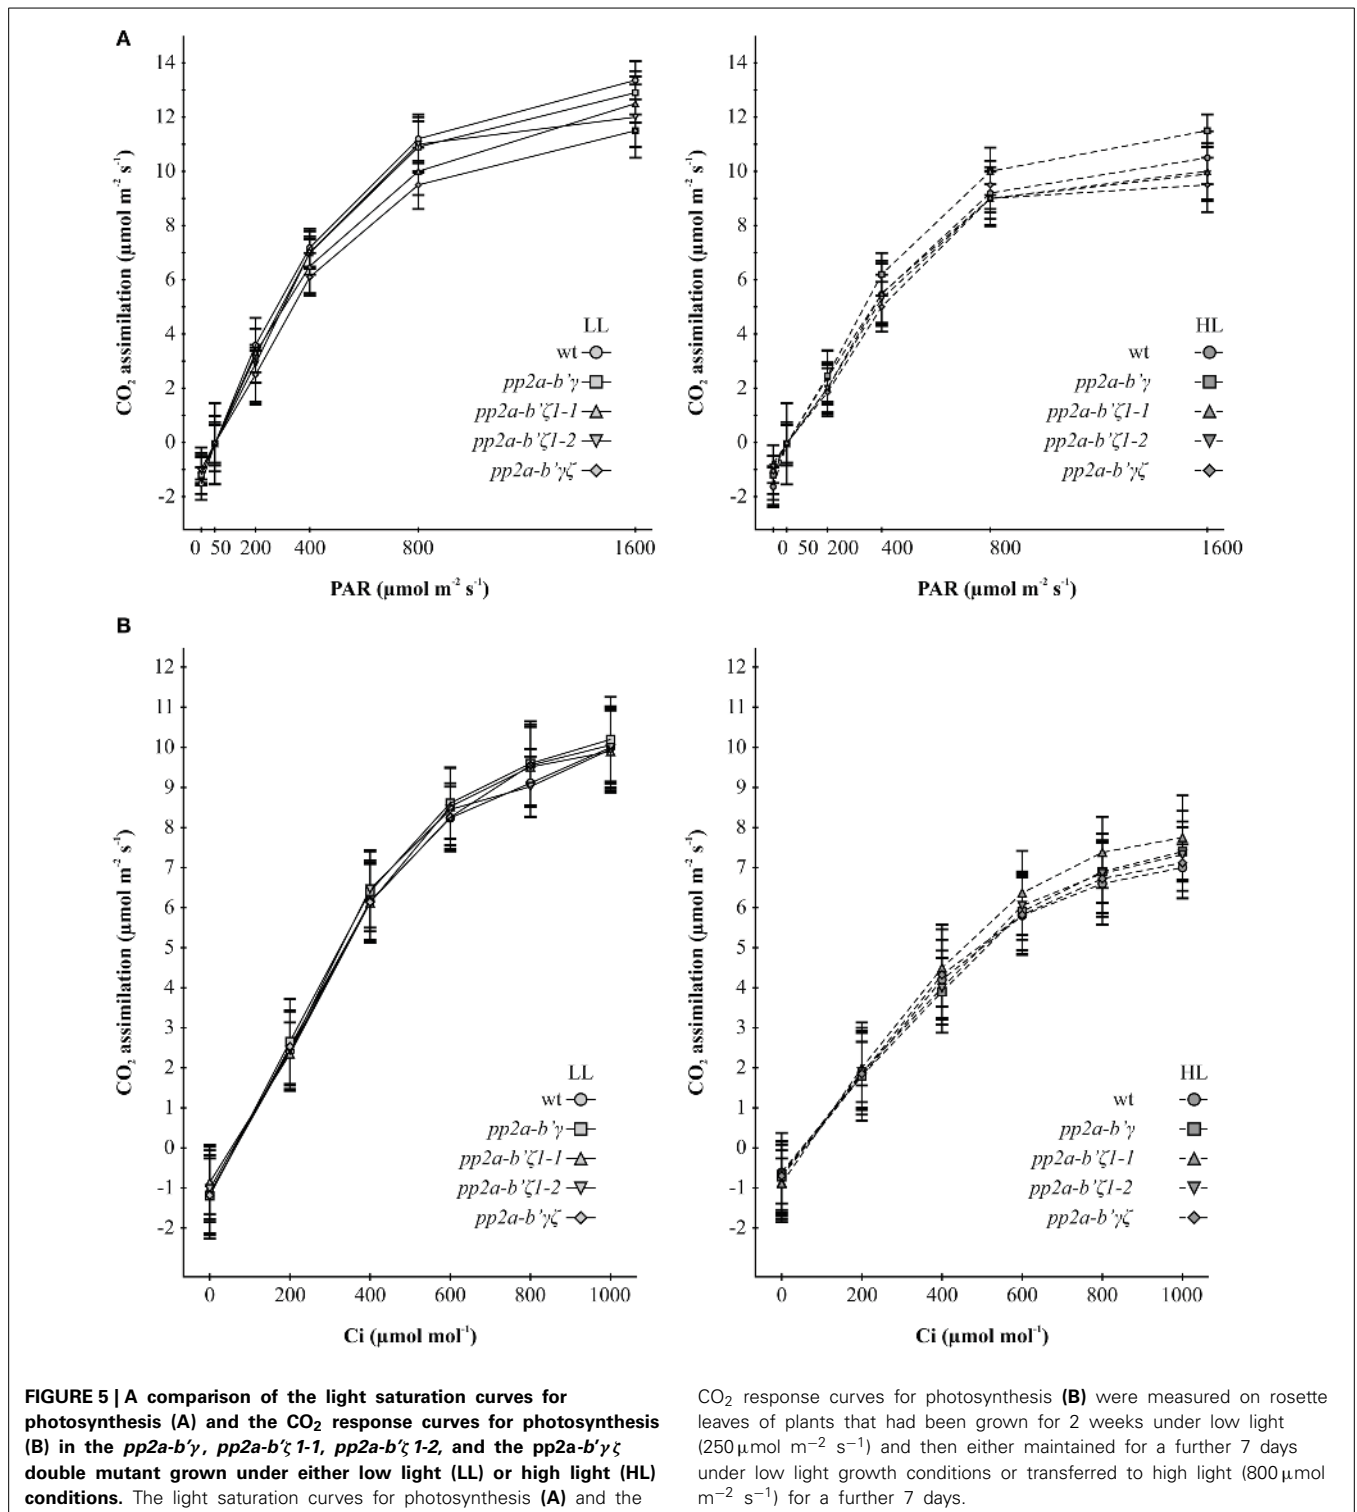 A
CO₂ assimilation (µmol m⁻² s⁻¹)
14
12
10
8
6
4
2
0
-2
LL
wt
pp2a-b'γ
pp2a-b'ζ1-1
pp2a-b'ζ1-2
pp2a-b'γζ
0 50 200 400 800 1600
PAR (µmol m⁻² s⁻¹)
CO₂ assimilation (µmol m⁻² s⁻¹)
14
12
10
8
6
4
2
0
-2
HL
wt
pp2a-b'γ
pp2a-b'ζ1-1
pp2a-b'ζ1-2
pp2a-b'γζ
0 50 200 400 800 1600
PAR (µmol m⁻² s⁻¹)
B
CO₂ assimilation (µmol m⁻² s⁻¹)
12
11
10
9
8
7
6
5
4
3
2
1
0
-1
-2
LL
wt
pp2a-b'γ
pp2a-b'ζ1-1
pp2a-b'ζ1-2
pp2a-b'γζ
0 200 400 600 800 1000
Ci (µmol mol⁻¹)
CO₂ assimilation (µmol m⁻² s⁻¹)
12
11
10
9
8
7
6
5
4
3
2
1
0
-1
-2
HL
wt
pp2a-b'γ
pp2a-b'ζ1-1
pp2a-b'ζ1-2
pp2a-b'γζ
0 200 400 600 800 1000
Ci (µmol mol⁻¹)
FIGURE 5 | A comparison of the light saturation curves for
photosynthesis (A) and the CO₂ response curves for photosynthesis
(B) in the pp2a-b'γ, pp2a-b'ζ1-1, pp2a-b'ζ1-2, and the pp2a-b'γζ
double mutant grown under either low light (LL) or high light (HL)
conditions. The light saturation curves for photosynthesis (A) and the
CO₂ response curves for photosynthesis (B) were measured on rosette
leaves of plants that had been grown for 2 weeks under low light
(250 µmol m⁻² s⁻¹) and then either maintained for a further 7 days
under low light growth conditions or transferred to high light (800 µmol
m⁻² s⁻¹) for a further 7 days.